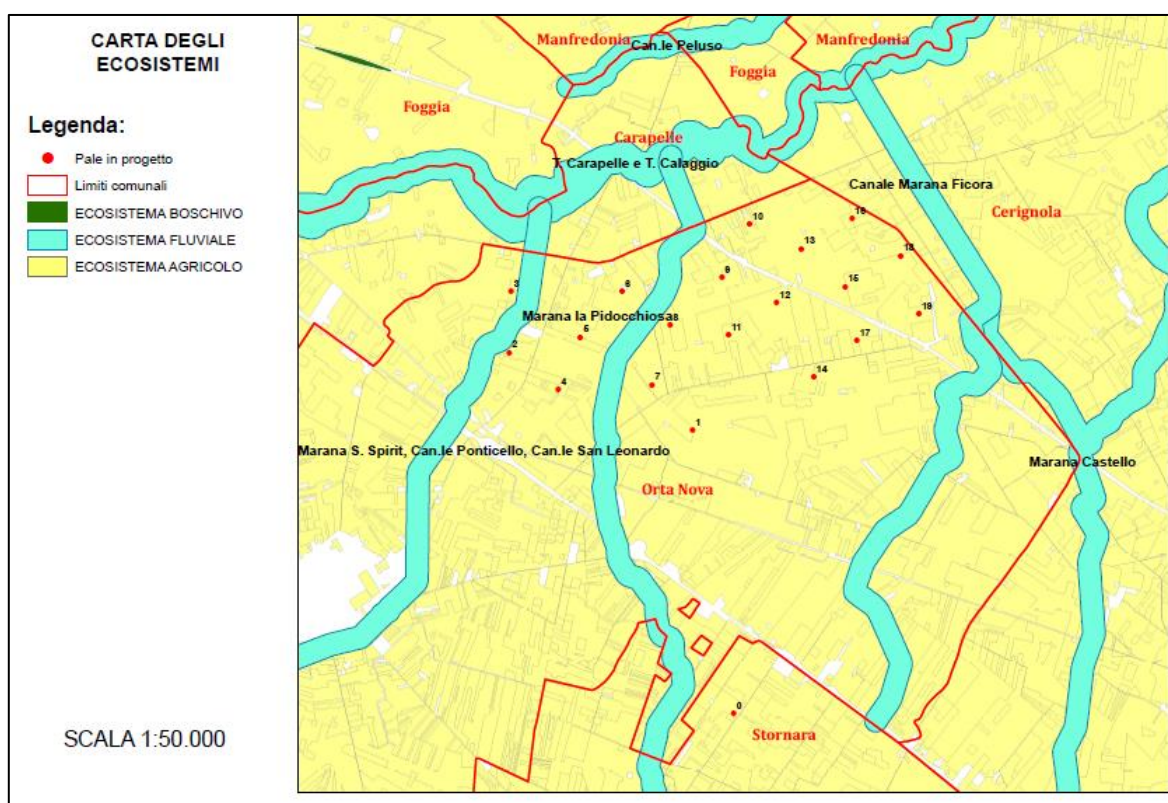 CARTA DEGLI
ECOSISTEMI
Legenda:
Pale in progetto
Limiti comunali
ECOSISTEMA BOSCHIVO
ECOSISTEMA FLUVIALE
ECOSISTEMA AGRICOLO
SCALA 1:50.000
Manfredonia
Manfredonia
Can.le Peluso
Foggia
Foggia
Carapelle
T. Carapelle e T. Calaggio
Canale Marana Ficora
Cerignola
10
16
13
18
3
6
9
15
12
19
Marana la Pidocchiosa
8
5
11
17
2
14
4
7
1
Marana S. Spirit, Can.le Ponticello, Can.le San Leonardo
Marana Castello
Orta Nova
0
Stornara